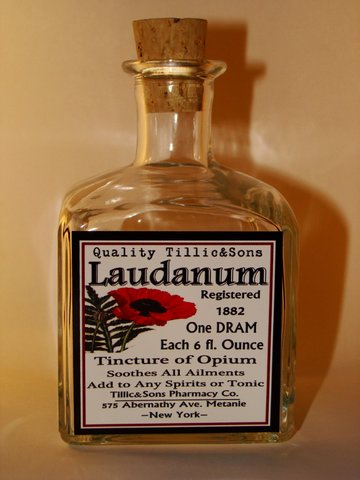 Quality Tillic&Sons
Laudanum
Registered
1882
One DRAM
Each 6 fl. Ounce
Tincture of Opium
Soothes All Ailments
Add to Any Spirits or Tonic
Tillic&Sons Pharmacy Co.
575 Abernathy Ave. Metanie
—New York—